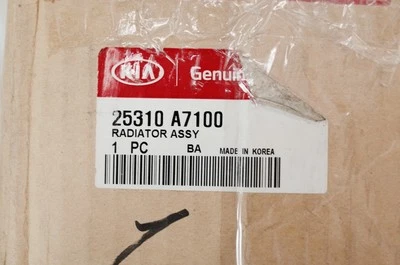 KIA Genuin
25310 A7100
RADIATOR ASSY
1 PC BA MADE IN KOREA